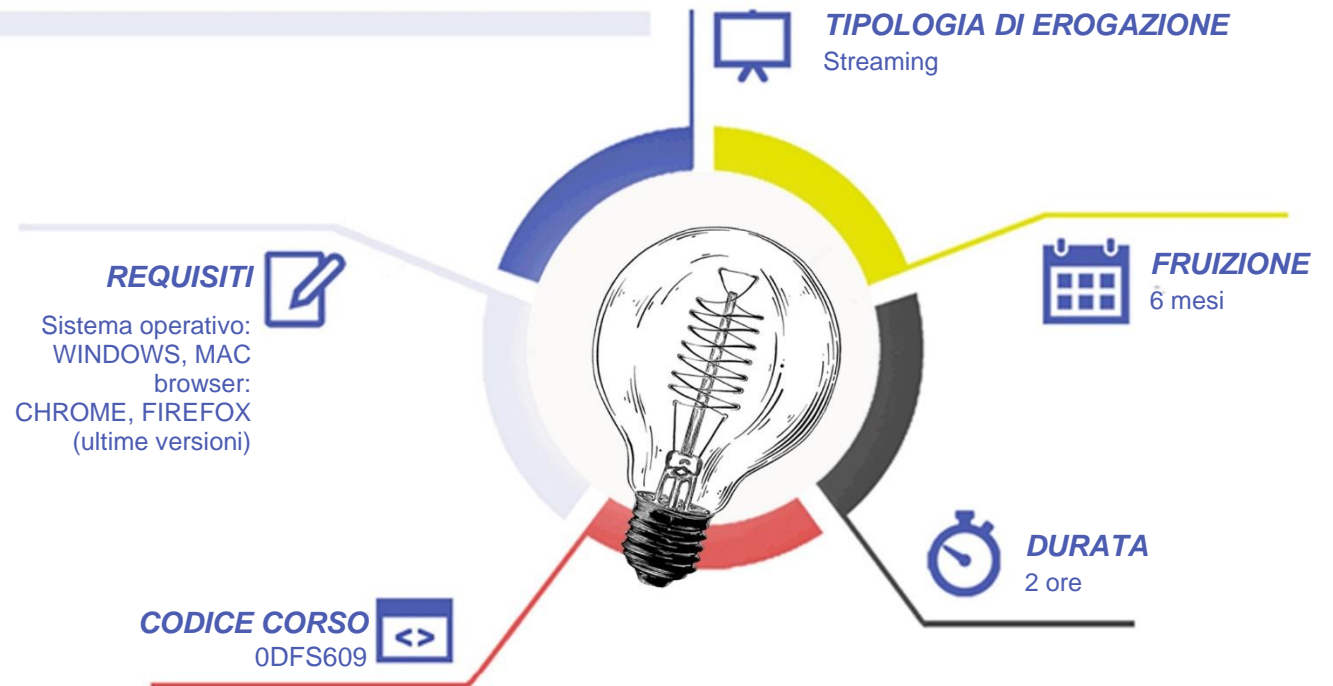 TIPOLOGIA DI EROGAZIONE
Streaming
REQUISITI
Sistema operativo:
WINDOWS, MAC
browser:
CHROME, FIREFOX
(ultime versioni)
FRUIZIONE
6 mesi
DURATA
2 ore
CODICE CORSO
0DFS609
<>